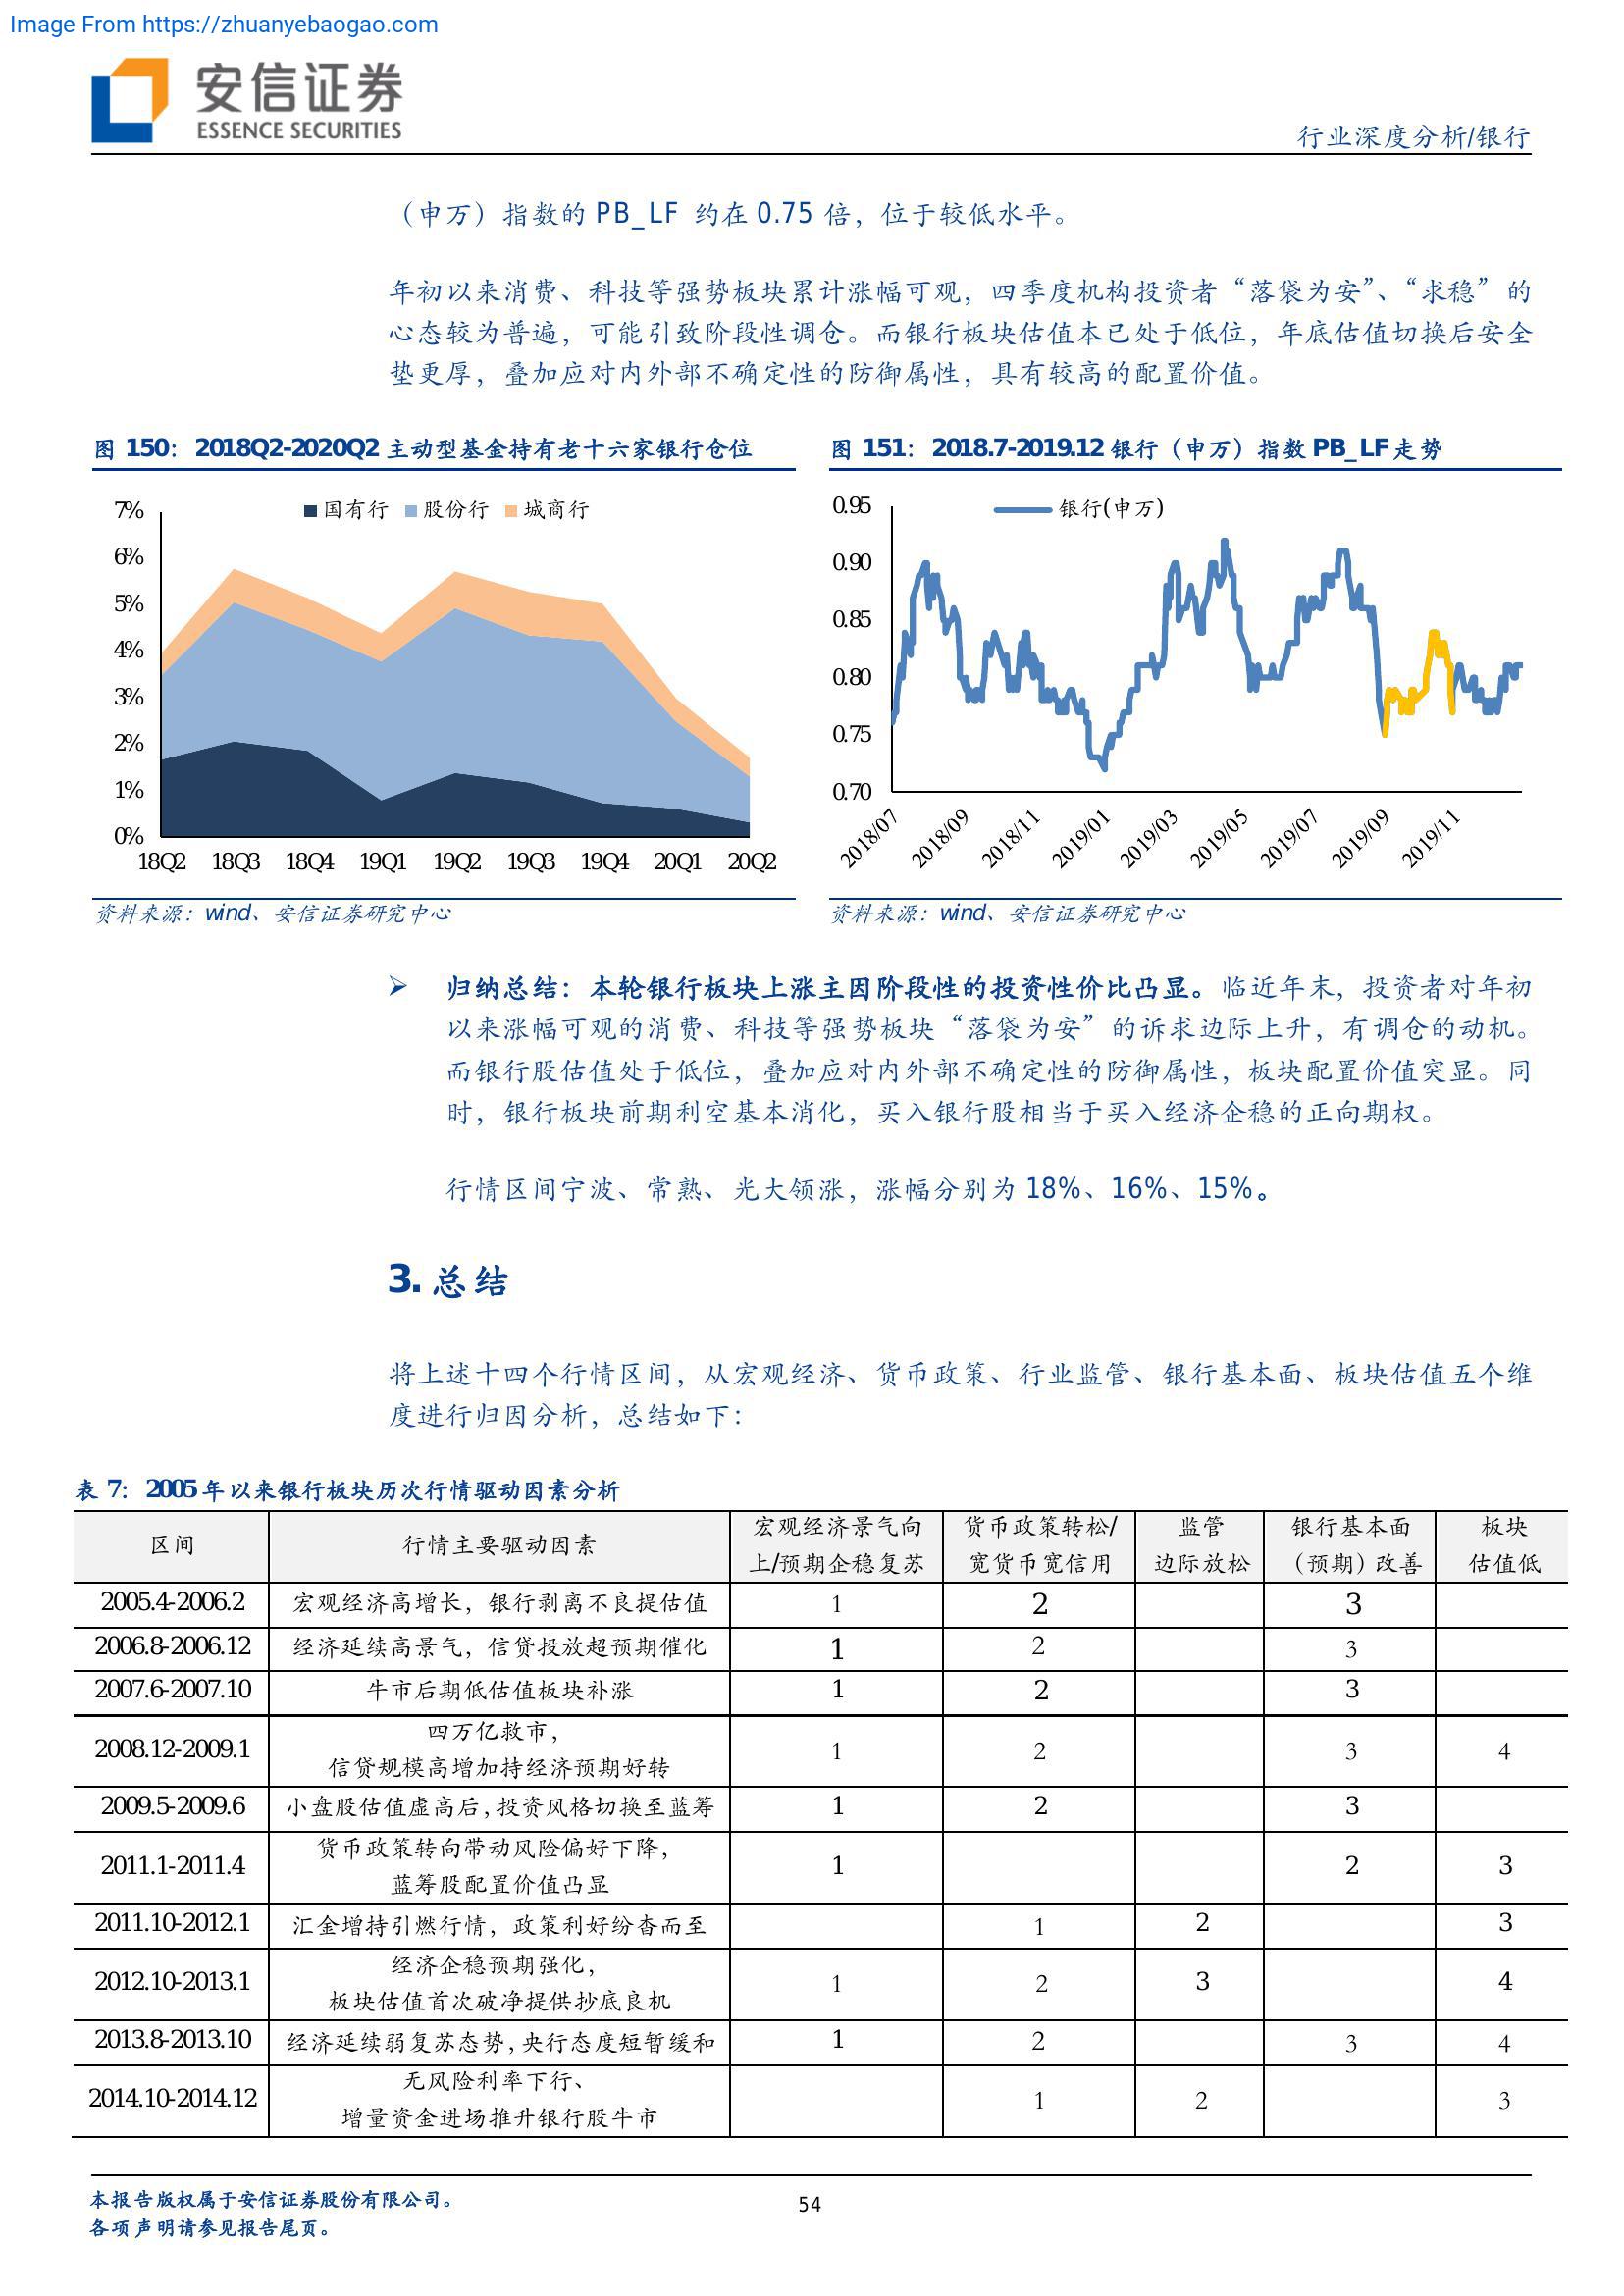 Image From https://zhuanyebaogao.com
安信证券
ESSENCE SECURITIES
行业深度分析/银行
（申万）指数的 PB_LF 约在 0.75 倍，位于较低水平。
年初以来消费、科技等强势板块累计涨幅可观，四季度机构投资者“落袋为安”、“求稳”的
心态较为普遍，可能引致阶段性调仓。而银行板块估值本已处于低位，年底估值切换后安全
垫更厚，叠加应对内外部不确定性的防御属性，具有较高的配置价值。
图 150：2018Q2-2020Q2 主动型基金持有老十六家银行仓位
国有行 股份行 城商行
7%
6%
5%
4%
3%
2%
1%
0%
18Q2 18Q3 18Q4 19Q1 19Q2 19Q3 19Q4 20Q1 20Q2
资料来源：wind、安信证券研究中心
图 151：2018.7-2019.12 银行（申万）指数 PB_LF 走势
银行(申万)
0.95
0.90
0.85
0.80
0.75
0.70
2018/07 2018/09 2018/11 2019/01 2019/03 2019/05 2019/07 2019/09 2019/11
资料来源：wind、安信证券研究中心
➢ 归纳总结：本轮银行板块上涨主因阶段性的投资性价比凸显。临近年末，投资者对年初
以来涨幅可观的消费、科技等强势板块“落袋为安”的诉求边际上升，有调仓的动机。
而银行股估值处于低位，叠加应对内外部不确定性的防御属性，板块配置价值突显。同
时，银行板块前期利空基本消化，买入银行股相当于买入经济企稳的正向期权。
行情区间宁波、常熟、光大领涨，涨幅分别为 18%、16%、15%。
3. 总结
将上述十四个行情区间，从宏观经济、货币政策、行业监管、银行基本面、板块估值五个维
度进行归因分析，总结如下：
表 7：2005 年以来银行板块历次行情驱动因素分析
区间 行情主要驱动因素 宏观经济景气向上/预期企稳复苏 货币政策转松/宽货币宽信用 监管边际放松 银行基本面（预期）改善 板块估值低
2005.4-2006.2 宏观经济高增长，银行剥离不良提估值 1 2 3
2006.8-2006.12 经济延续高景气，信贷投放超预期催化 1 2 3
2007.6-2007.10 牛市后期低估值板块补涨 1 2 3
2008.12-2009.1 四万亿救市，信贷规模高增加持经济预期好转 1 2 3 4
2009.5-2009.6 小盘股估值虚高后,投资风格切换至蓝筹 1 2 3
2011.1-2011.4 货币政策转向带动风险偏好下降，蓝筹股配置价值凸显 1 2 3
2011.10-2012.1 汇金增持引燃行情，政策利好纷沓而至 1 2 3
2012.10-2013.1 经济企稳预期强化，板块估值首次破净提供抄底良机 1 2 3 4
2013.8-2013.10 经济延续弱复苏态势,央行态度短暂缓和 1 2 3 4
2014.10-2014.12 无风险利率下行、增量资金进场推升银行股牛市 1 2 3
本报告版权属于安信证券股份有限公司。
各项声明请参见报告尾页。
54